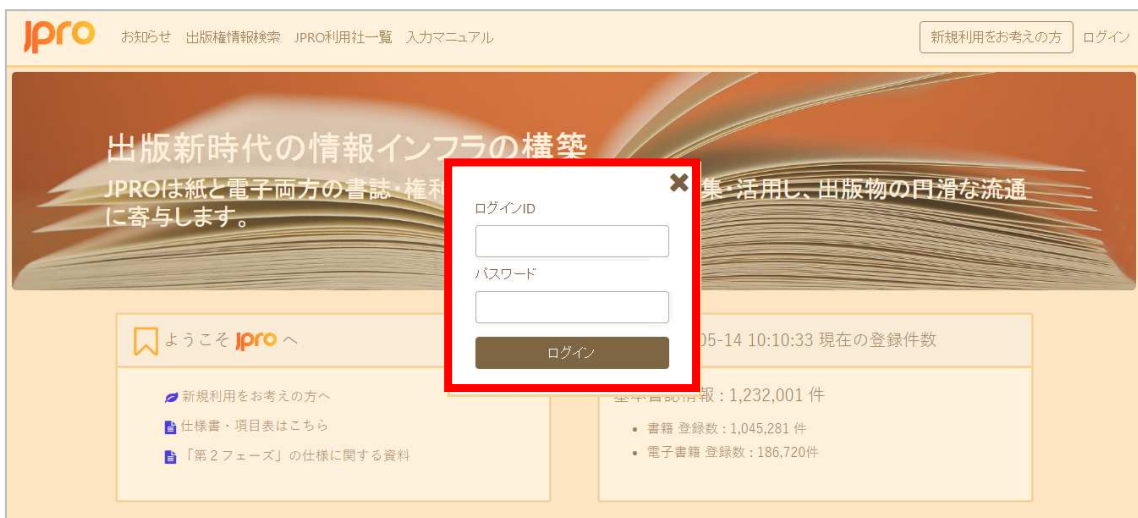 jpro お知らせ 出版権情報検索 JPRO利用社一覧 入力マニュアル 新規利用をお考えの方 ログイン
出版新時代の情報インフラの構築
JPROは紙と電子両方の書誌・権利 集・活用し、出版物の円滑な流通
に寄与します。
ログインID
パスワード
ログイン
ようこそ jpro へ
05-14 10:10:33 現在の登録件数
新規利用をお考えの方へ
仕様書・項目表はこちら
「第2フェーズ」の仕様に関する資料
基本書誌情報 : 1,232,001 件
書籍 登録数 : 1,045,281 件
電子書籍 登録数 : 186,720件